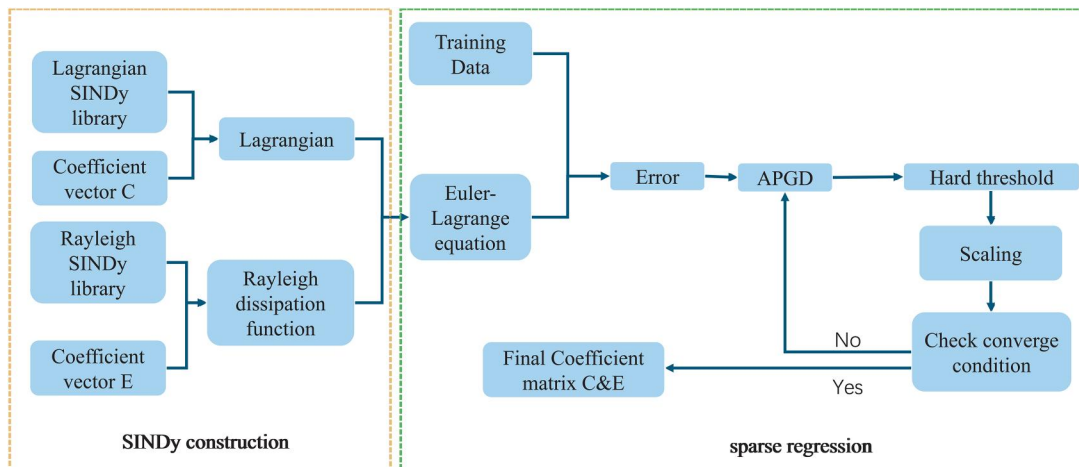 Lagrangian
SINDy
library
Coefficient
vector C
Lagrangian
Rayleigh
SINDy
library
Coefficient
vector E
Rayleigh
dissipation
function
SINDy construction
Training
Data
Euler-
Lagrange
equation
Error
APGD
Hard threshold
Scaling
Check converge
condition
No
Yes
Final Coefficient
matrix C&E
sparse regression